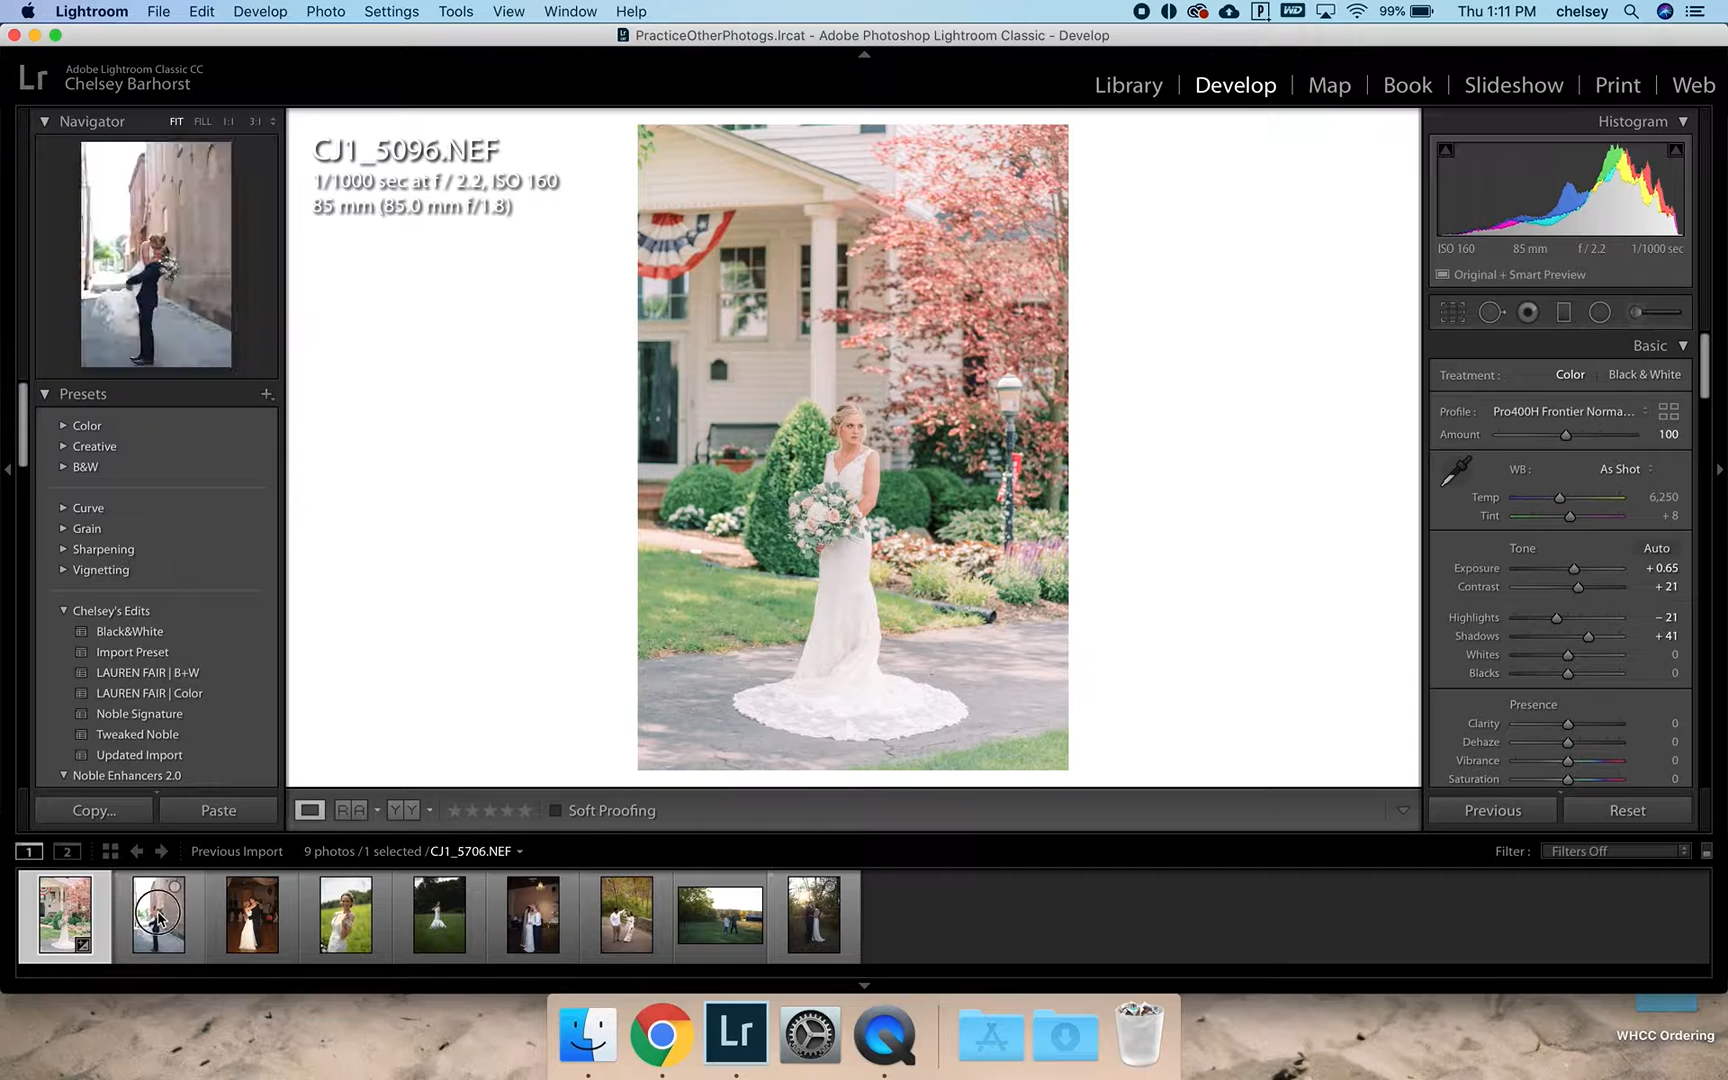 Lightroom File Edit Develop Photo Settings Tools View Window Help
99% Thu 1:11 PM chelsey
PracticeOtherPhotogs.lrcat - Adobe Photoshop Lightroom Classic - Develop
Lr
Adobe Lightroom Classic CC
Chelsey Barhorst
Library | Develop | Map | Book | Slideshow | Print | Web
Navigator FIT FILL 1:1 3:1
Presets +
Color
Creative
B&W
Curve
Grain
Sharpening
Vignetting
Chelsey's Edits
Black&White
Import Preset
LAUREN FAIR | B+W
LAUREN FAIR | Color
Noble Signature
Tweaked Noble
Updated Import
Noble Enhancers 2.0
Copy... Paste
CJ1_5096.NEF
1/1000 sec at f / 2.2, ISO 160
85 mm (85.0 mm f/1.8)
Histogram
ISO 160 85 mm f / 2.2 1/1000 sec
Original + Smart Preview
Basic
Treatment : Color | Black & White
Profile : Pro400H Frontier Norma...
Amount 100
WB : As Shot
Temp 6,250
Tint + 8
Tone Auto
Exposure + 0.65
Contrast + 21
Highlights – 21
Shadows + 41
Whites 0
Blacks 0
Presence
Clarity 0
Dehaze 0
Vibrance 0
Saturation 0
Previous Reset
R A Y Y Soft Proofing
1 2 Previous Import 9 photos / 1 selected / CJ1_5706.NEF
Filter : Filters Off
Lr
WHCC Ordering